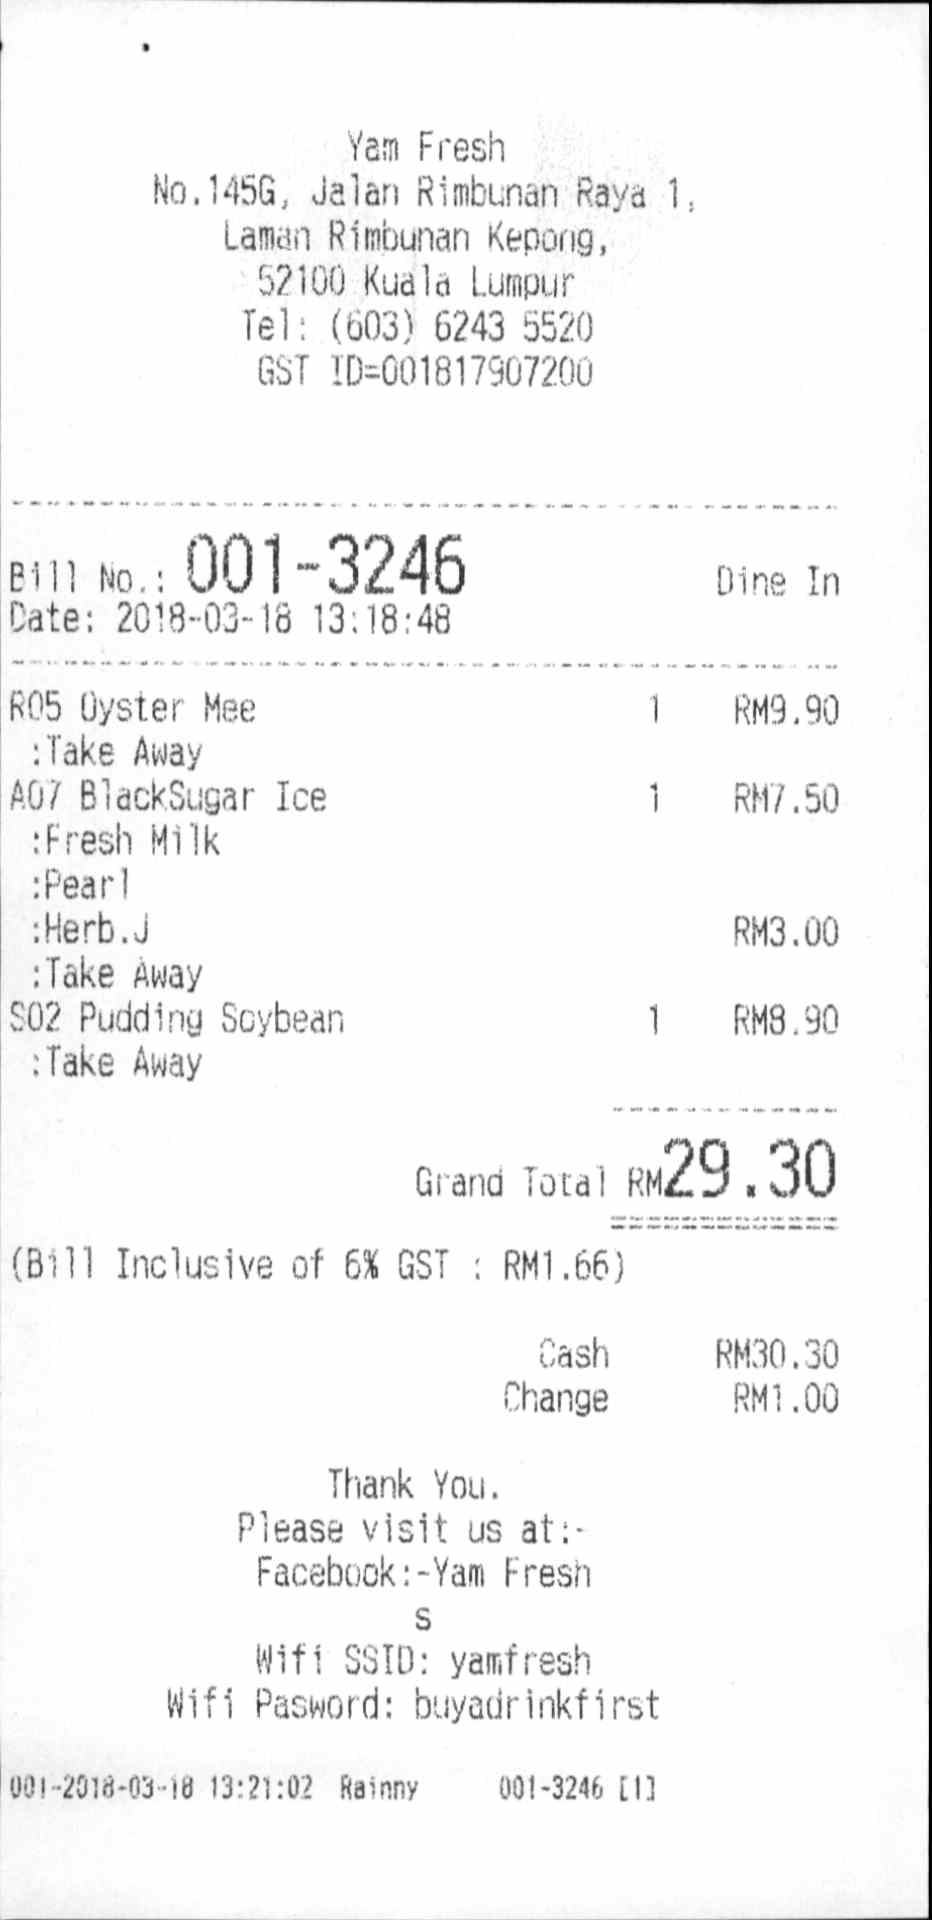 Yam Fresh
No.145G, Jalan Rimbunan Raya 1,
Laman Rimbunan Kepong,
52100 Kuala Lumpur
Tel: (603) 6243 5520
GST ID=001817907200
Bill No.: 001-3246 Dine In
Date: 2018-03-18 13:18:48
R05 Oyster Mee 1 RM9.90
:Take Away
A07 BlackSugar Ice 1 RM7.50
:Fresh Milk
:Pearl
:Herb.J RM3.00
:Take Away
S02 Pudding Soybean 1 RM8.90
:Take Away
Grand Total RM29.30
(Bill Inclusive of 6% GST : RM1.66)
Cash RM30.30
Change RM1.00
Thank You.
Please visit us at:-
Facebook:-Yam Fresh
s
Wifi SSID: yamfresh
Wifi Pasword: buyadrinkfirst
001-2018-03-18 13:21:02 Rainny 001-3246 [1]